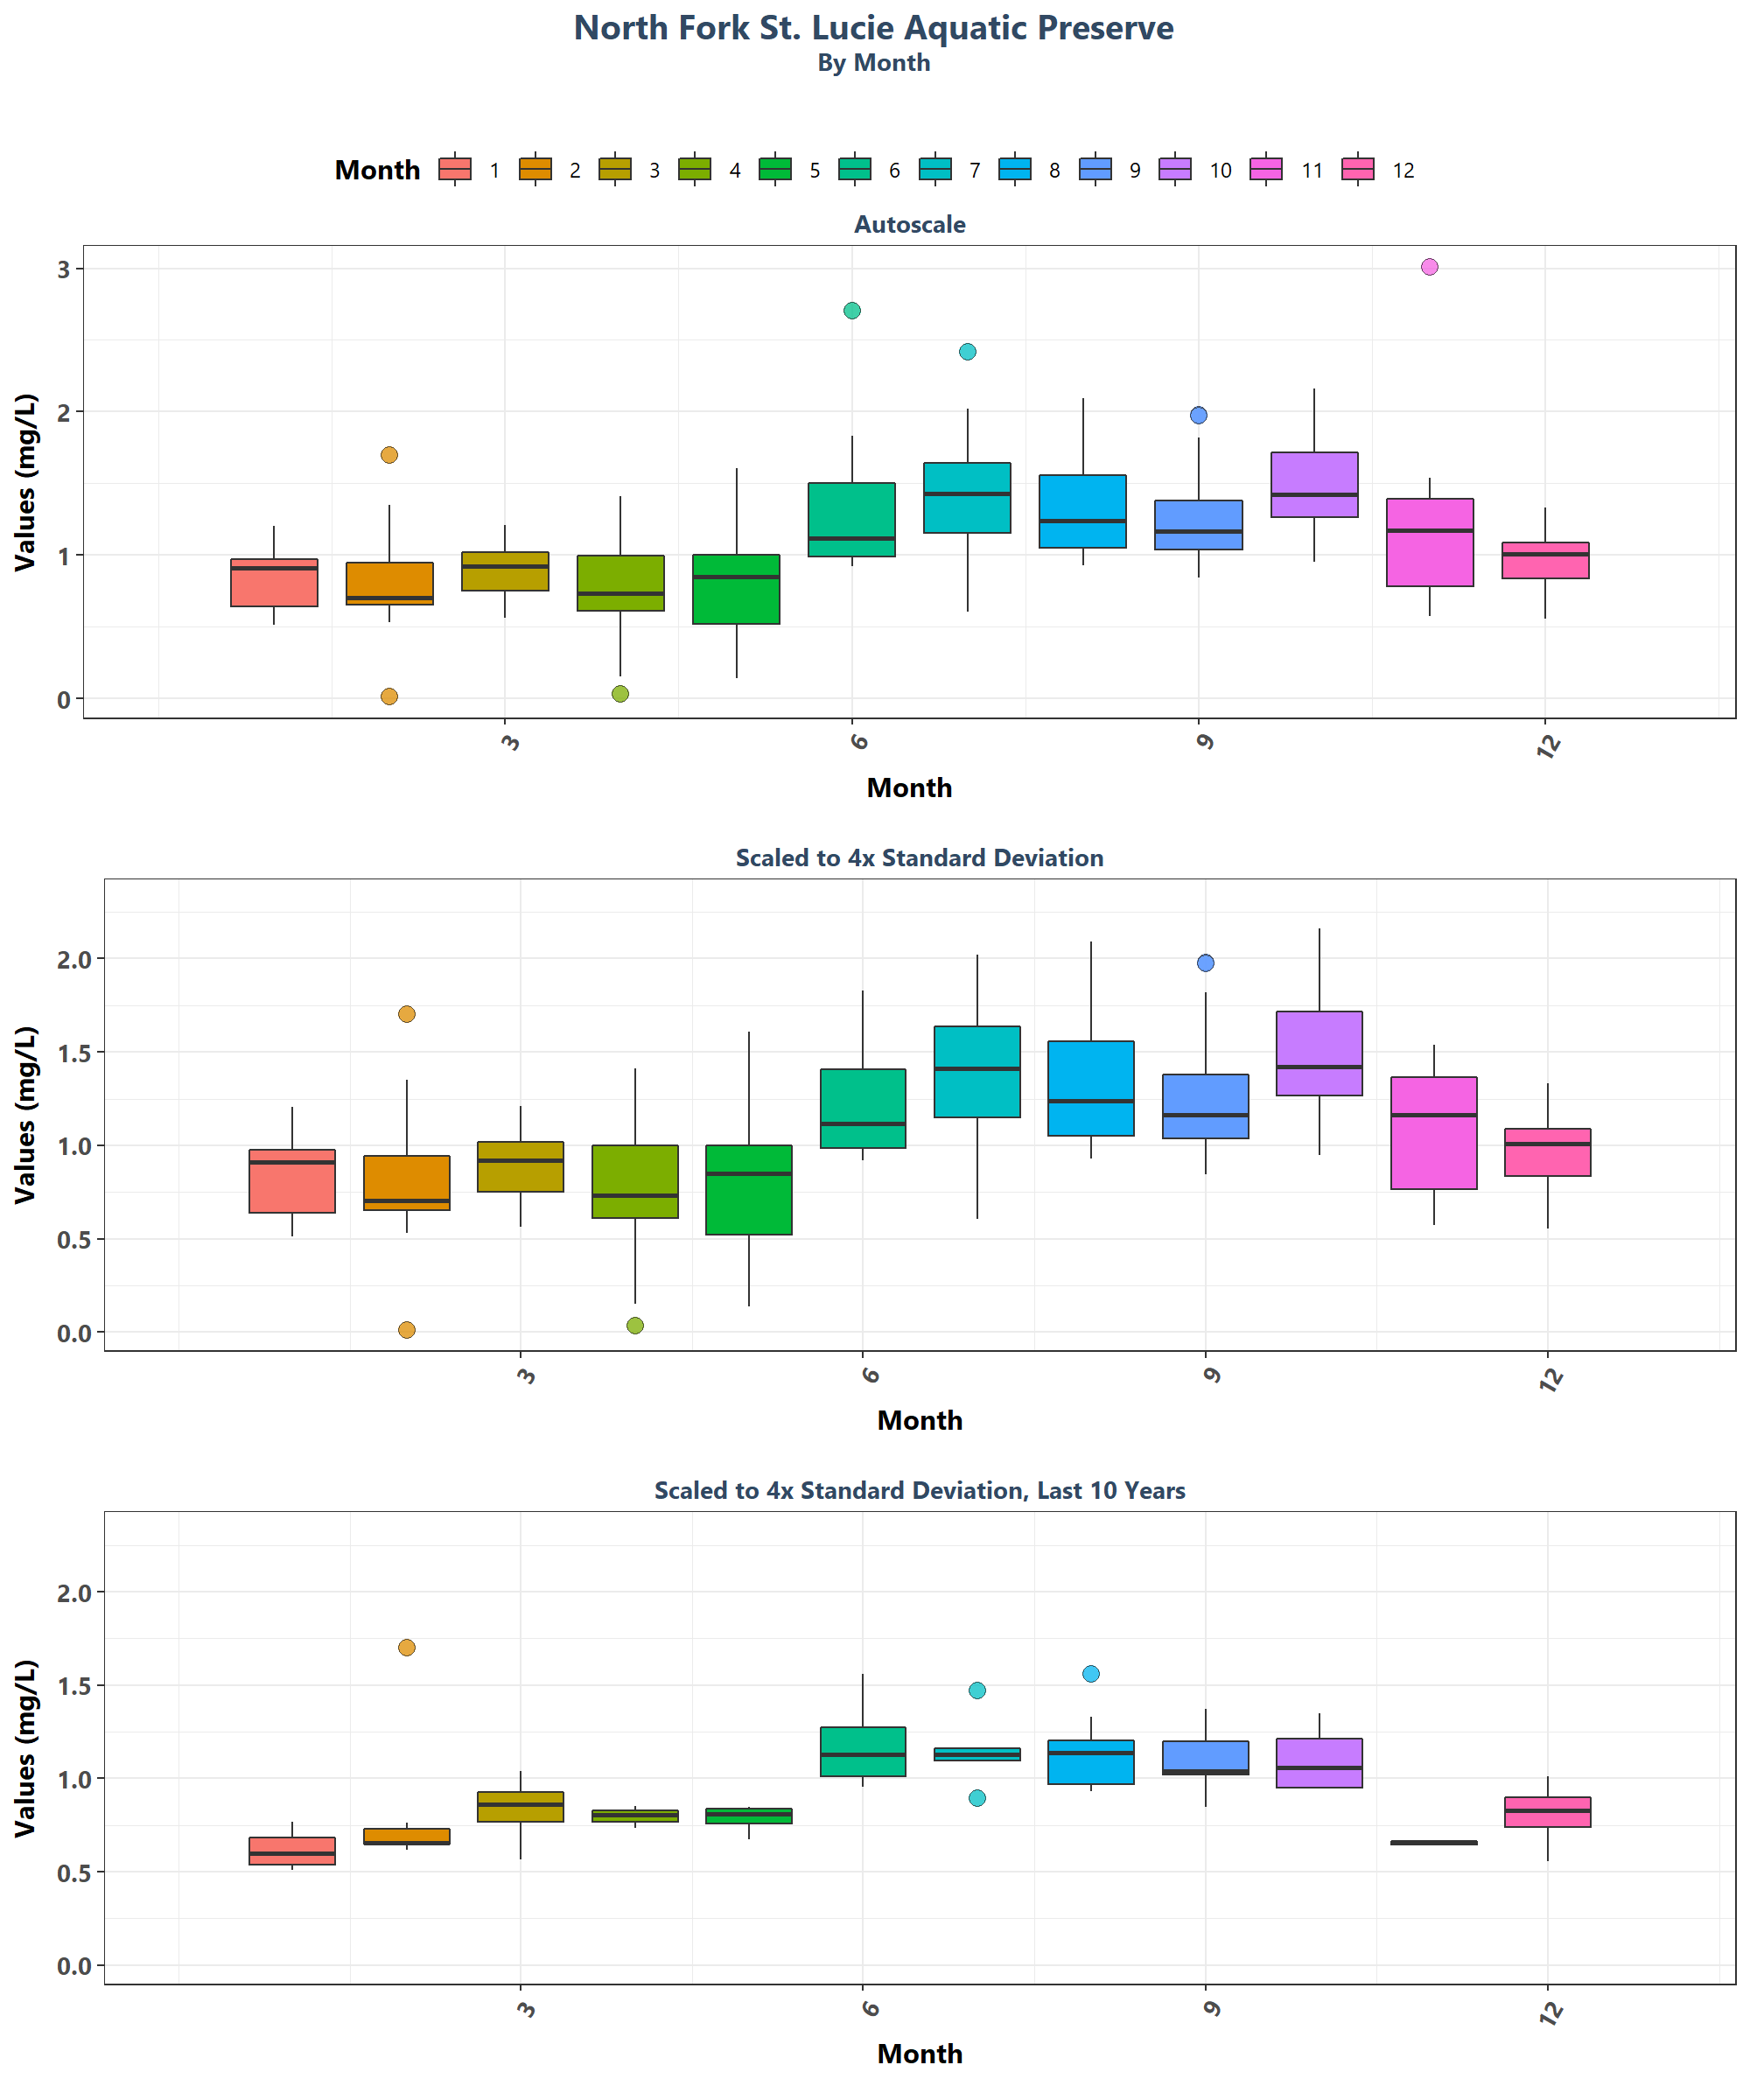 North Fork St. Lucie Aquatic Preserve
By Month
Month 1 2 3 4 5 6 7 8 9 10 11 12
Autoscale
Values (mg/L)
3
2
1
0
3 6 9 12
Month
Scaled to 4x Standard Deviation
Values (mg/L)
2.0
1.5
1.0
0.5
0.0
3 6 9 12
Month
Scaled to 4x Standard Deviation, Last 10 Years
Values (mg/L)
2.0
1.5
1.0
0.5
0.0
3 6 9 12
Month